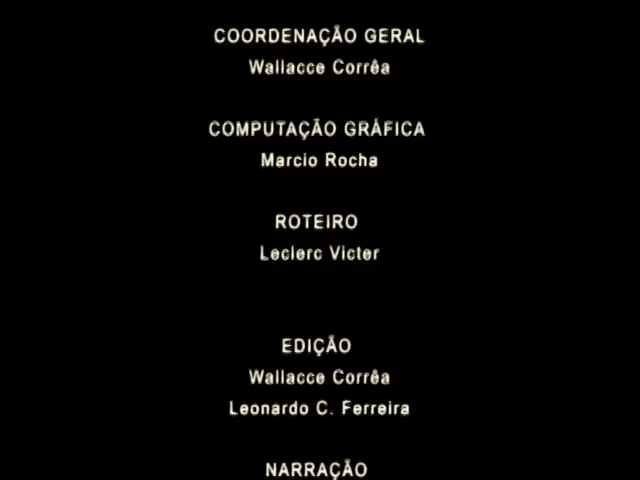 COORDENAÇÃO GERAL
Wallacce Corrêa
COMPUTAÇÃO GRÁFICA
Marcio Rocha
ROTEIRO
Leclerc Victer
EDIÇÃO
Wallacce Corrêa
Leonardo C. Ferreira
NARRAÇÃO